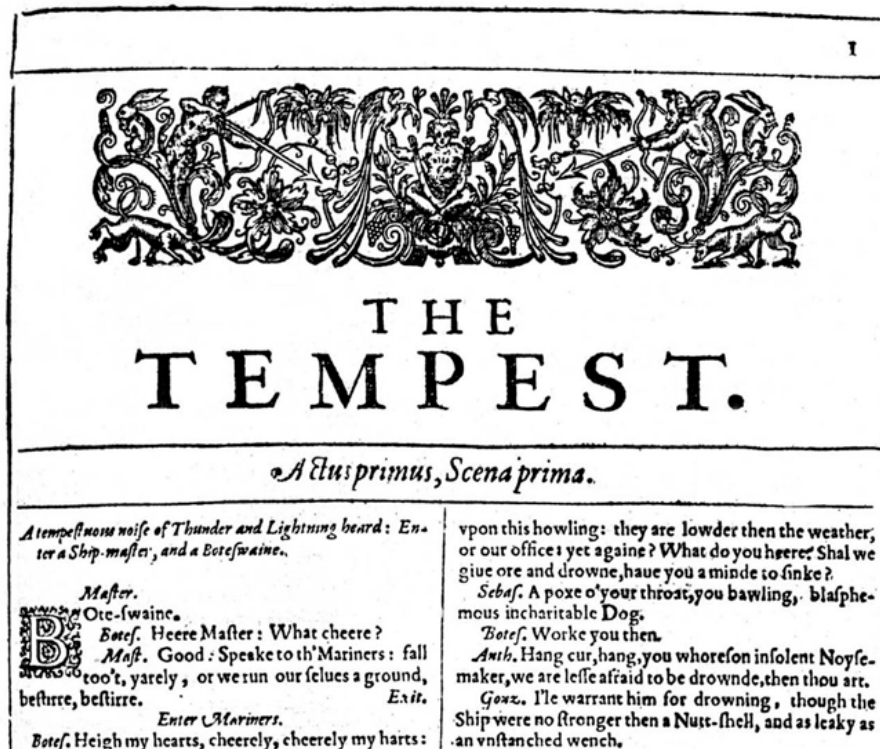 1
THE
TEMPEST.
Actus primus, Scena prima.
A tempestuous noise of Thunder and Lightning heard: En-
ter a Ship-master, and a Boteswaine.
Master.
BOte-swaine.
Botes. Heere Master: What cheere?
Mast. Good: Speake to th'Mariners: fall
too't, yarely, or we run our selues a ground,
bestirre, bestirre. Exit.
Enter Mariners.
Botes. Heigh my hearts, cheerely, cheerely my harts:
vpon this howling: they are lowder then the weather,
or our office: yet againe? What do you heere? Shal we
giue ore and drowne, haue you a minde to sinke?
Sebas. A poxe o'your throat, you bawling, blasphe-
mous incharitable Dog.
Botes. Worke you then.
Anth. Hang cur, hang, you whoreson insolent Noyse-
maker, we are lesse afraid to be drownde, then thou art.
Gonz. I'le warrant him for drowning, though the
Ship were no stronger then a Nutt-shell, and as leaky as
an vnstanched wench.